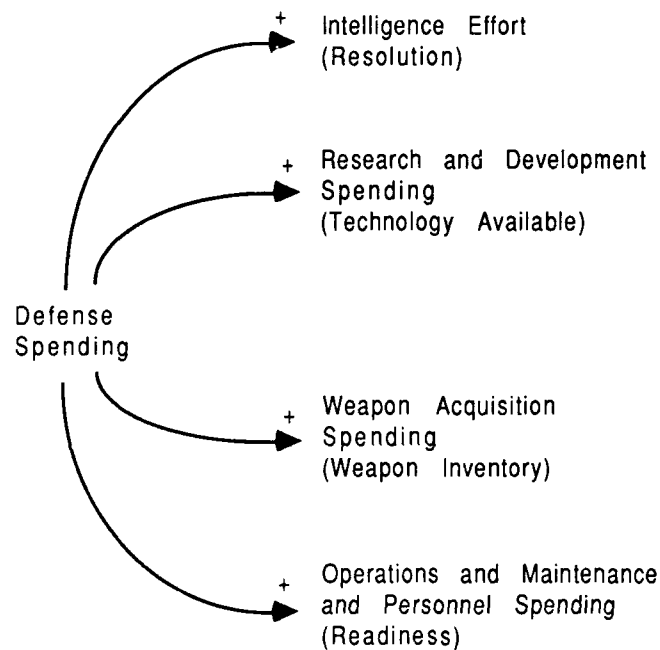 + Intelligence Effort
(Resolution)
+ Research and Development
Spending
(Technology Available)
Defense
Spending
+ Weapon Acquisition
Spending
(Weapon Inventory)
+ Operations and Maintenance
and Personnel Spending
(Readiness)